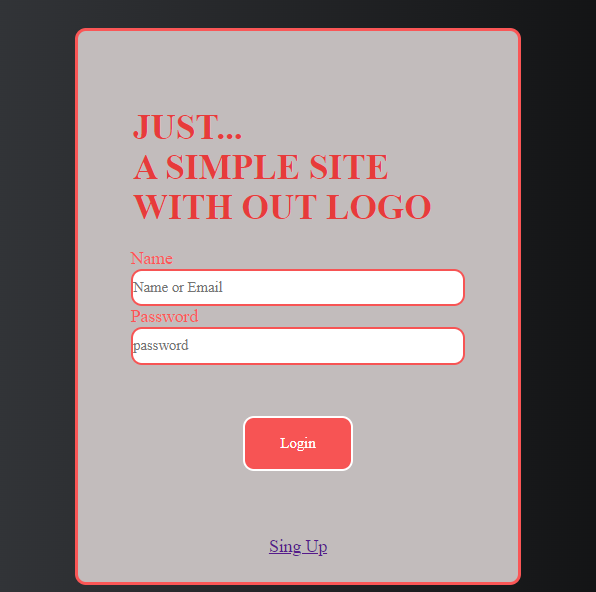 JUST...
A SIMPLE SITE
WITH OUT LOGO
Name
Name or Email
Password
password
Login
Sing Up